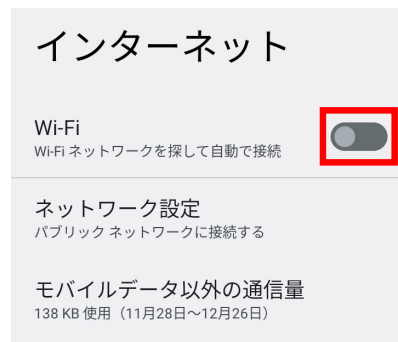 インターネット
Wi-Fi
Wi-Fi ネットワークを探して自動で接続
ネットワーク設定
パブリック ネットワークに接続する
モバイルデータ以外の通信量
138 KB 使用（11月28日～12月26日）